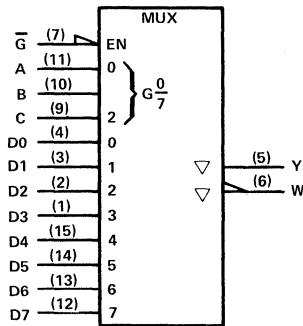 MUX
G̅ (7) EN
A (11) 0
B (10) G 0/7
C (9) 2
D0 (4) 0
D1 (3) 1 ▽ (5) Y
D2 (2) 2 ▽ (6) W
D3 (1) 3
D4 (15) 4
D5 (14) 5
D6 (13) 6
D7 (12) 7